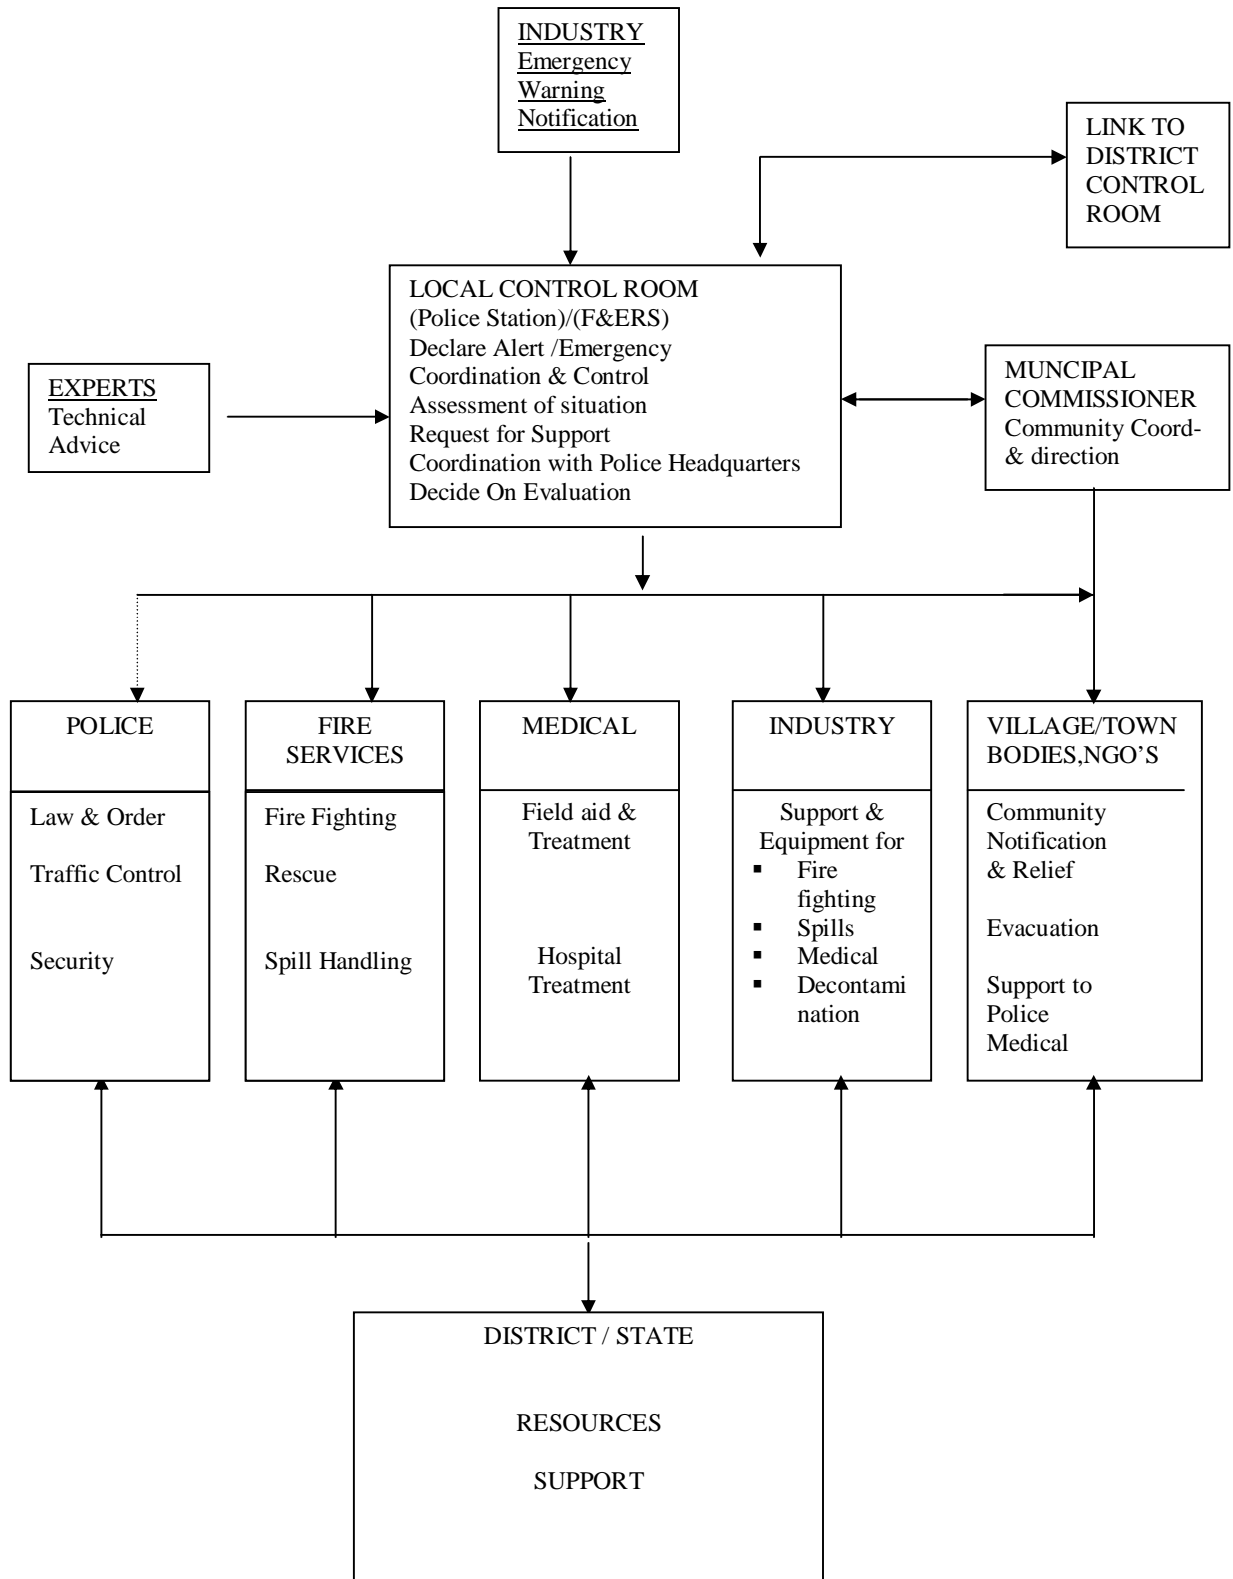 INDUSTRY
Emergency
Warning
Notification
LINK TO
DISTRICT
CONTROL
ROOM
LOCAL CONTROL ROOM
(Police Station)/(F&ERS)
Declare Alert /Emergency
Coordination & Control
Assessment of situation
Request for Support
Coordination with Police Headquarters
Decide On Evaluation
EXPERTS
Technical
Advice
MUNCIPAL
COMMISSIONER
Community Coord-
& direction
POLICE
Law & Order
Traffic Control
Security
FIRE
SERVICES
Fire Fighting
Rescue
Spill Handling
MEDICAL
Field aid &
Treatment
Hospital
Treatment
INDUSTRY
Support &
Equipment for
▪ Fire
fighting
▪ Spills
▪ Medical
▪ Decontami
nation
VILLAGE/TOWN
BODIES,NGO’S
Community
Notification
& Relief
Evacuation
Support to
Police
Medical
DISTRICT / STATE
RESOURCES
SUPPORT